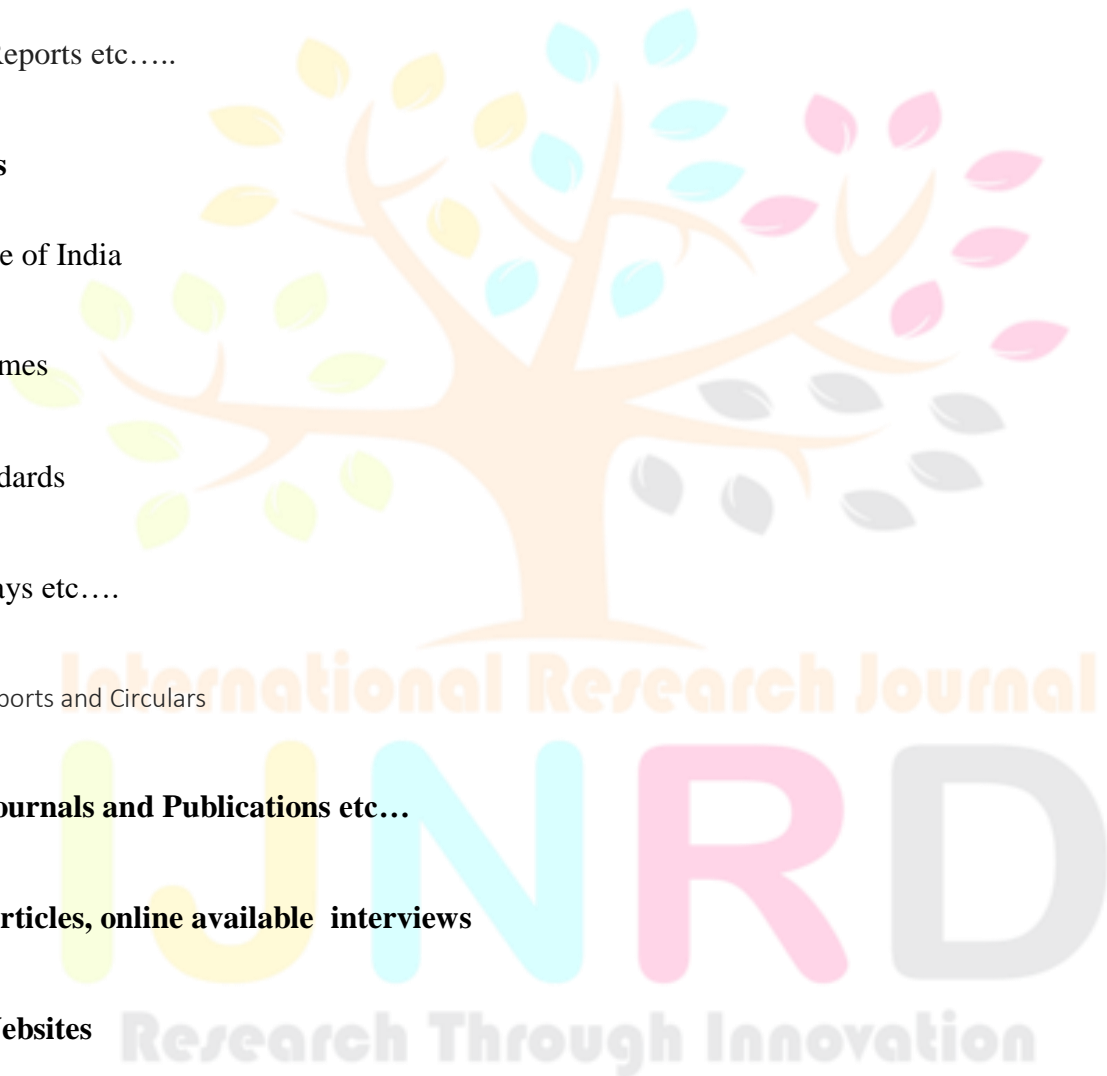 Reports etc…..
s
e of India
mes
dards
ays etc….
ports and Circulars
International Research Journal
ournals and Publications etc…
IJNRD
rticles, online available interviews
Websites
Research Through Innovation